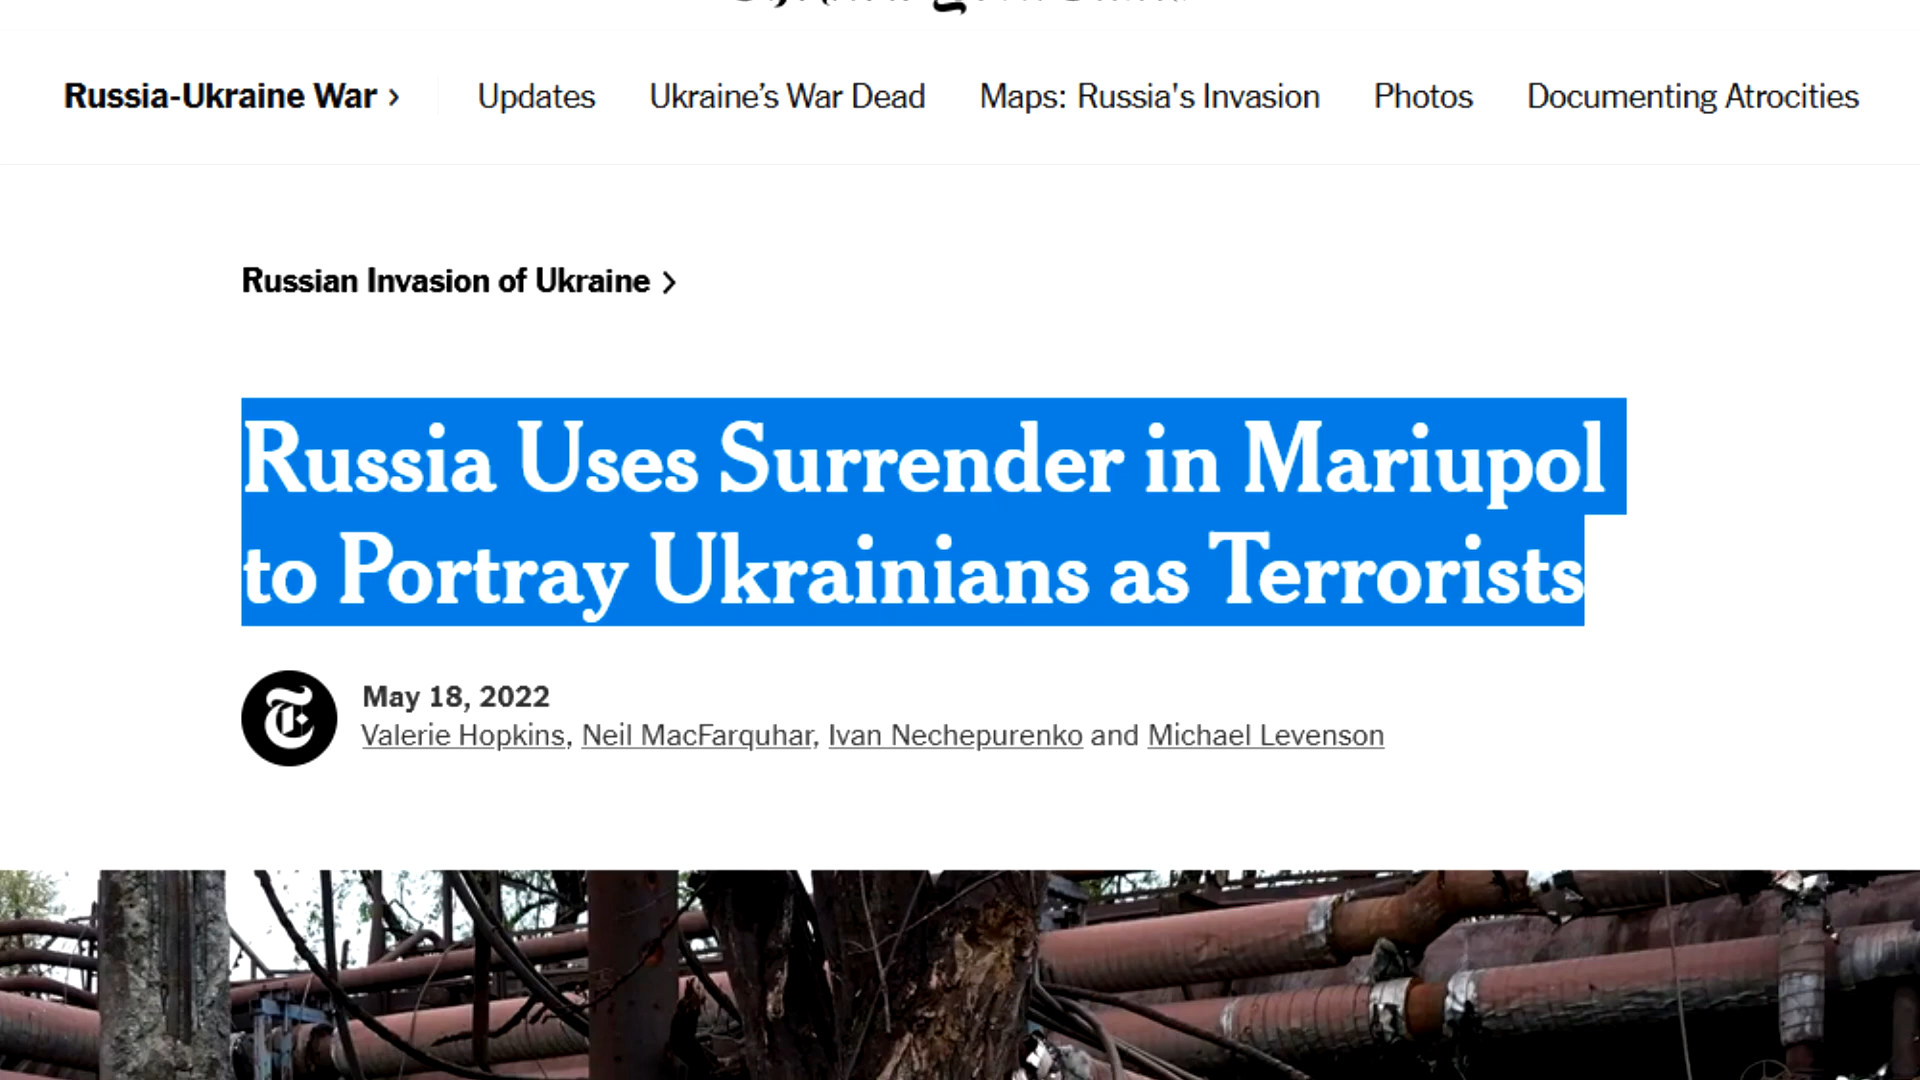 Russia-Ukraine War › Updates Ukraine’s War Dead Maps: Russia's Invasion Photos Documenting Atrocities
Russian Invasion of Ukraine ›
Russia Uses Surrender in Mariupol
to Portray Ukrainians as Terrorists
May 18, 2022
Valerie Hopkins, Neil MacFarquhar, Ivan Nechepurenko and Michael Levenson